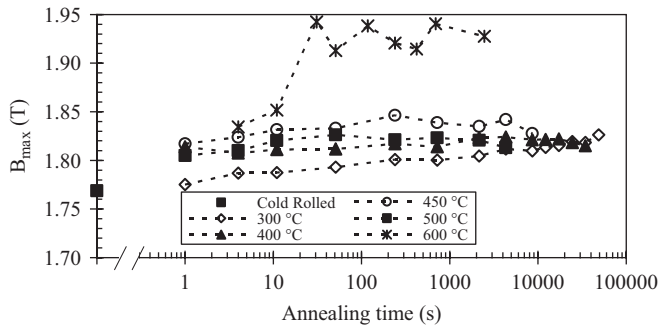 1.95
1.90
1.85
1.80
1.75
1.70
B_max (T)
Cold Rolled
300 °C
400 °C
450 °C
500 °C
600 °C
1 10 100 1000 10000 100000
Annealing time (s)